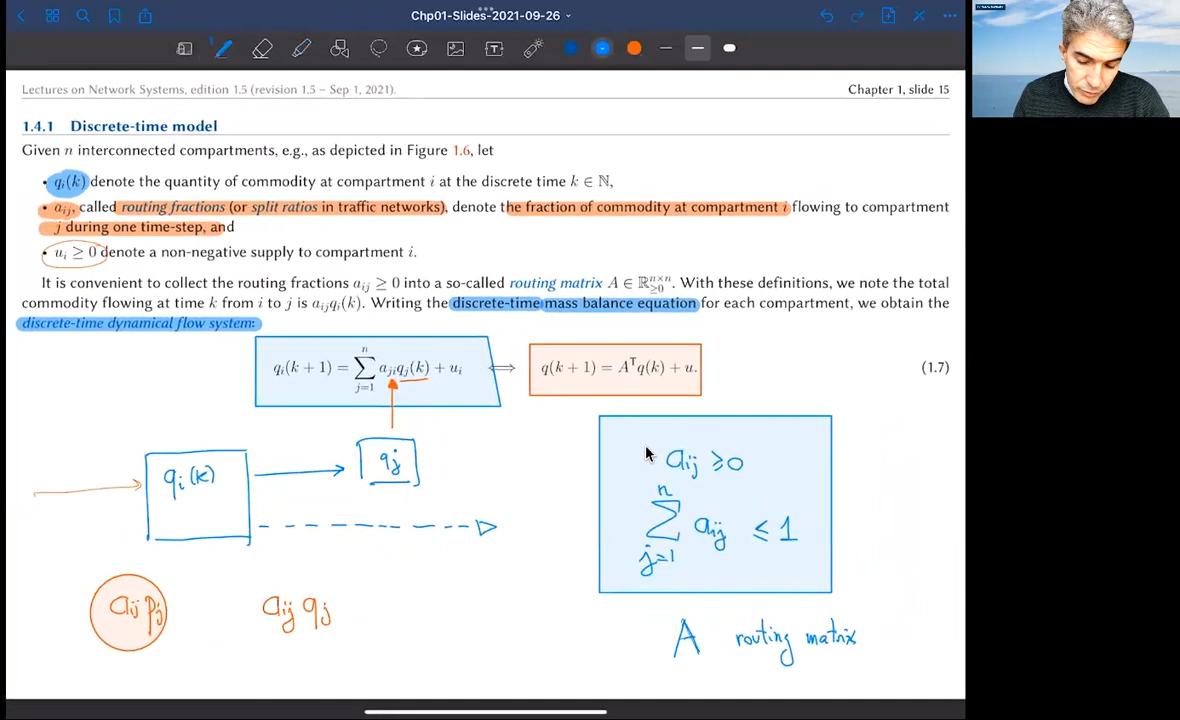 Chp01-Slides-2021-09-26
Lectures on Network Systems, edition 1.5 (revision 1.5 – Sep 1, 2021).
Chapter 1, slide 15
1.4.1 Discrete-time model
Given n interconnected compartments, e.g., as depicted in Figure 1.6, let
• qᵢ(k) denote the quantity of commodity at compartment i at the discrete time k ∈ ℕ,
• aᵢⱼ, called routing fractions (or split ratios in traffic networks), denote the fraction of commodity at compartment i flowing to compartment
j during one time-step, and
• uᵢ ≥ 0 denote a non-negative supply to compartment i.
It is convenient to collect the routing fractions aᵢⱼ ≥ 0 into a so-called routing matrix A ∈ ℝ_{≥0}^{n×n}. With these definitions, we note the total
commodity flowing at time k from i to j is aᵢⱼqᵢ(k). Writing the discrete-time mass balance equation for each compartment, we obtain the
discrete-time dynamical flow system:
qᵢ(k + 1) = ∑_{j=1}^{n} aⱼᵢqⱼ(k) + uᵢ ⟺ q(k + 1) = Aᵀq(k) + u. (1.7)
qᵢ(k)
qⱼ
aᵢⱼ ≥ 0
∑_{j=1}^{n} aᵢⱼ ≤ 1
aᵢⱼ pⱼ
aᵢⱼ qⱼ
A routing matrix